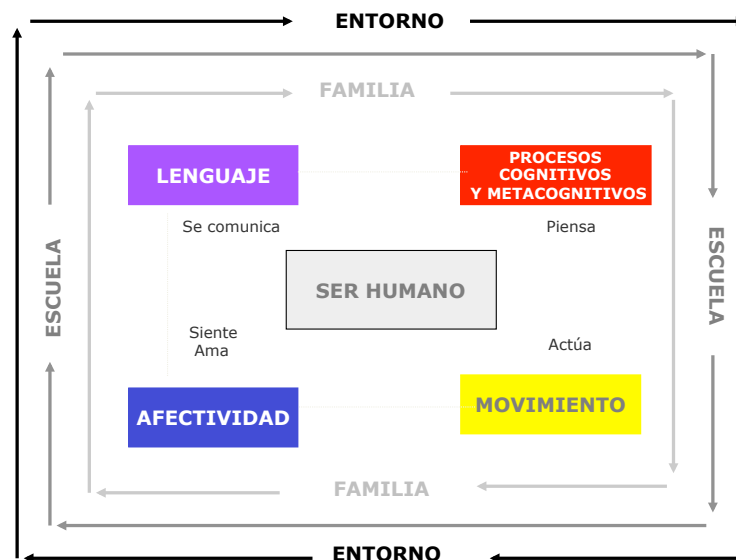 ENTORNO
FAMILIA
LENGUAJE
PROCESOS
COGNITIVOS
Y METACOGNITIVOS
Se comunica
Piensa
ESCUELA
SER HUMANO
ESCUELA
Siente
Ama
Actúa
AFECTIVIDAD
MOVIMIENTO
FAMILIA
ENTORNO